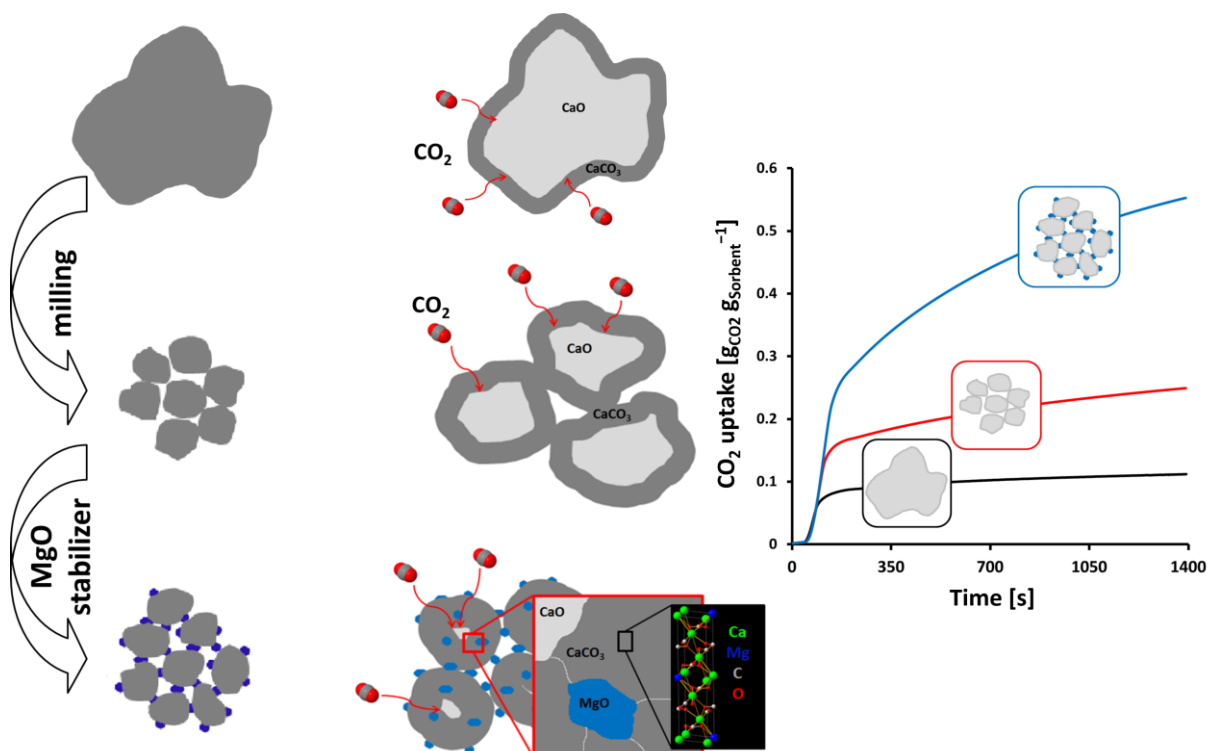 milling
MgO
stabilizer
CaO
CO₂
CaCO₃
CO₂
CaO
CaCO₃
CaO
CaCO₃
MgO
Ca
Mg
C
O
CO₂ uptake [gCO2 gSorbent⁻¹]
0.6
0.5
0.4
0.3
0.2
0.1
0
0
350
700
1050
1400
Time [s]